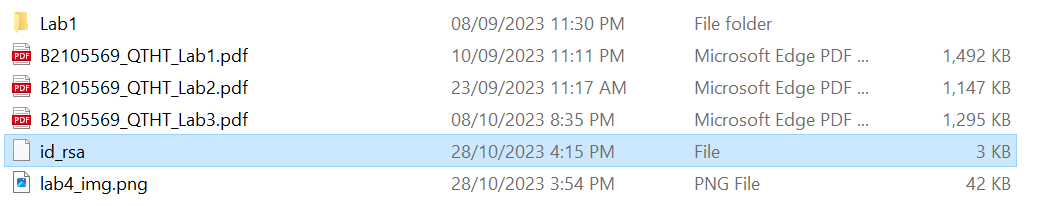 Lab1 08/09/2023 11:30 PM File folder
PDF B2105569_QTHT_Lab1.pdf 10/09/2023 11:11 PM Microsoft Edge PDF ... 1,492 KB
PDF B2105569_QTHT_Lab2.pdf 23/09/2023 11:17 AM Microsoft Edge PDF ... 1,147 KB
PDF B2105569_QTHT_Lab3.pdf 08/10/2023 8:35 PM Microsoft Edge PDF ... 1,295 KB
id_rsa 28/10/2023 4:15 PM File 3 KB
lab4_img.png 28/10/2023 3:54 PM PNG File 42 KB